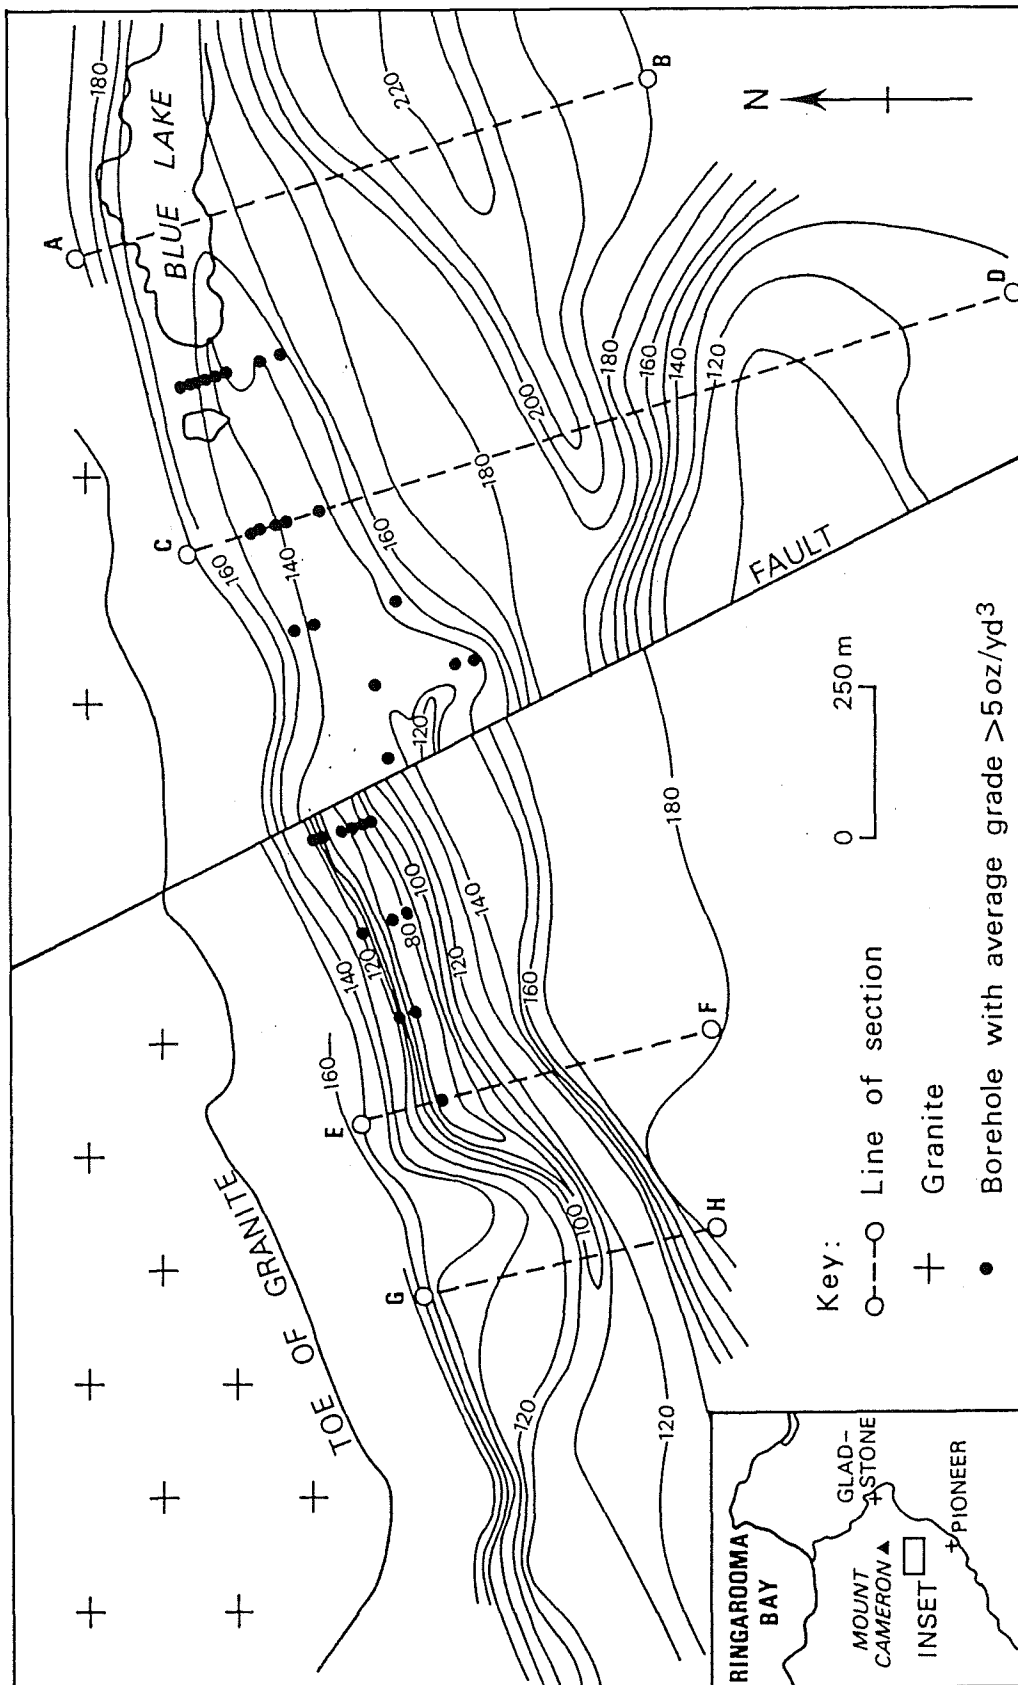 180
BLUE LAKE
A
220
B
N
C
160
140
180
160
200
180
160
140
120
D
FAULT
120
100
80
140
120
140
120
160
180
160
E
F
G
H
100
120
120
TOE OF GRANITE
0 250 m
Key:
Line of section
Granite
Borehole with average grade >5oz/yd³
RINGAROOMA
BAY
GLAD-
STONE
MOUNT
CAMERON
INSET
PIONEER